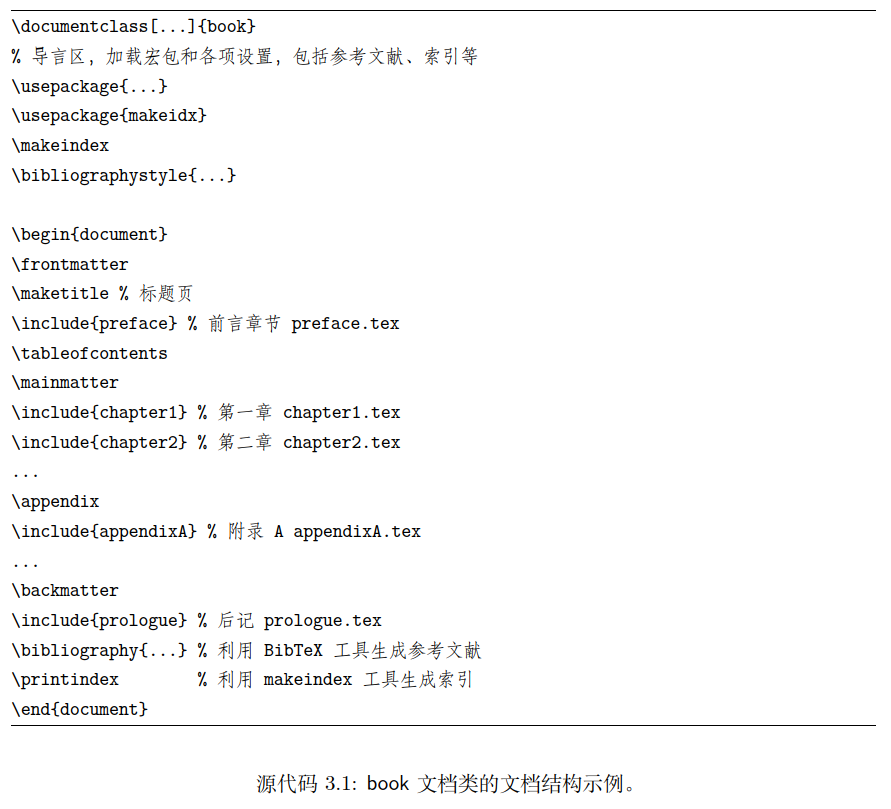 \documentclass[...]{book}
% 导言区，加载宏包和各项设置，包括参考文献、索引等
\usepackage{...}
\usepackage{makeidx}
\makeindex
\bibliographystyle{...}
\begin{document}
\frontmatter
\maketitle % 标题页
\include{preface} % 前言章节 preface.tex
\tableofcontents
\mainmatter
\include{chapter1} % 第一章 chapter1.tex
\include{chapter2} % 第二章 chapter2.tex
...
\appendix
\include{appendixA} % 附录 A appendixA.tex
...
\backmatter
\include{prologue} % 后记 prologue.tex
\bibliography{...} % 利用 BibTeX 工具生成参考文献
\printindex        % 利用 makeindex 工具生成索引
\end{document}
源代码 3.1: book 文档类的文档结构示例。